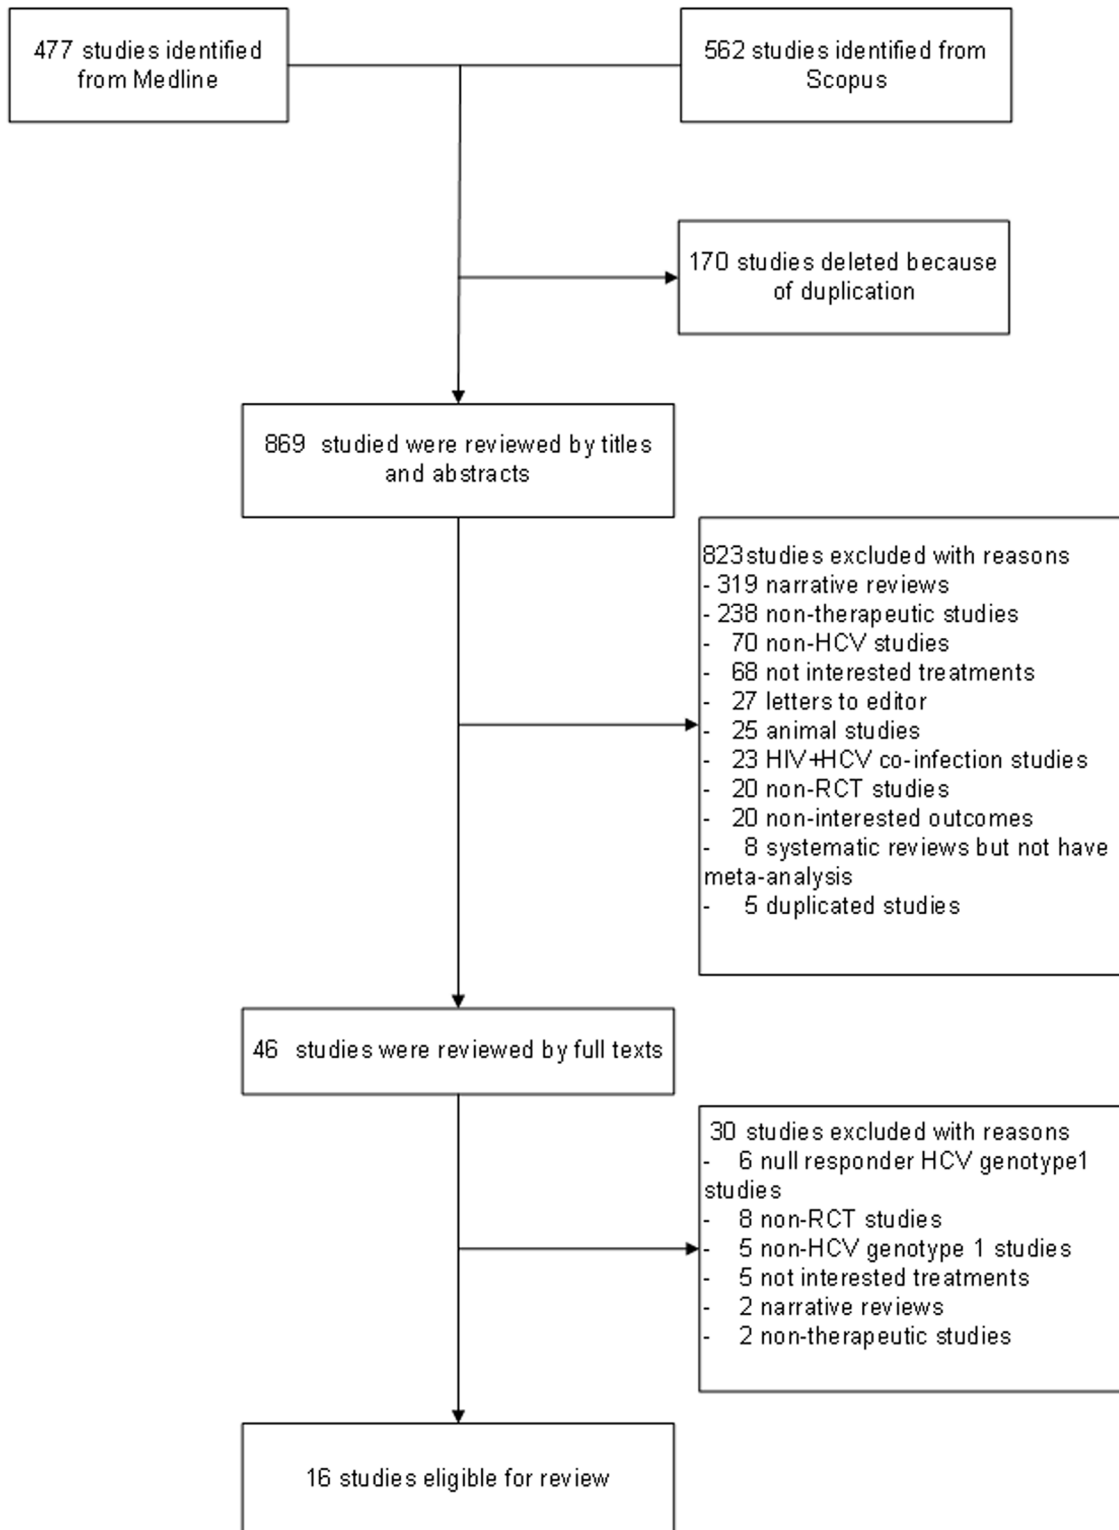 477 studies identified
from Medline
562 studies identified from
Scopus
170 studies deleted because
of duplication
869 studied were reviewed by titles
and abstracts
823studies excluded with reasons
- 319 narrative reviews
- 238 non-therapeutic studies
- 70 non-HCV studies
- 68 not interested treatments
- 27 letters to editor
- 25 animal studies
- 23 HIV+HCV co-infection studies
- 20 non-RCT studies
- 20 non-interested outcomes
- 8 systematic reviews but not have
meta-analysis
- 5 duplicated studies
46 studies were reviewed by full texts
30 studies excluded with reasons
- 6 null responder HCV genotype1
studies
- 8 non-RCT studies
- 5 non-HCV genotype 1 studies
- 5 not interested treatments
- 2 narrative reviews
- 2 non-therapeutic studies
16 studies eligible for review